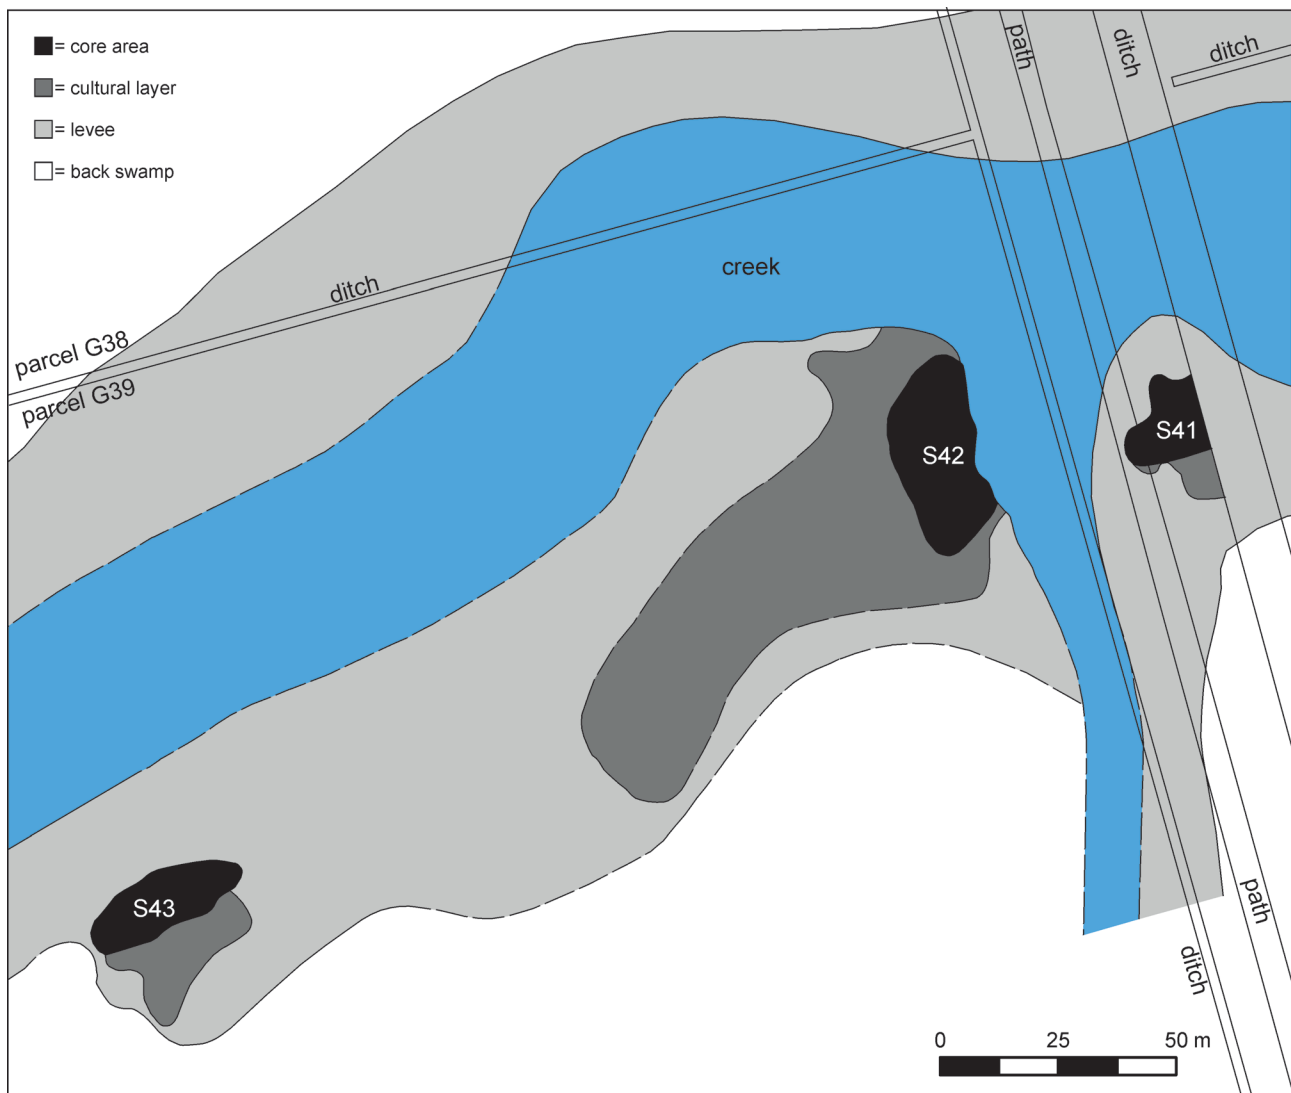 = core area
= cultural layer
= levee
= back swamp
path
ditch
ditch
creek
ditch
parcel G38
parcel G39
S42
S41
S43
path
ditch
0 25 50 m